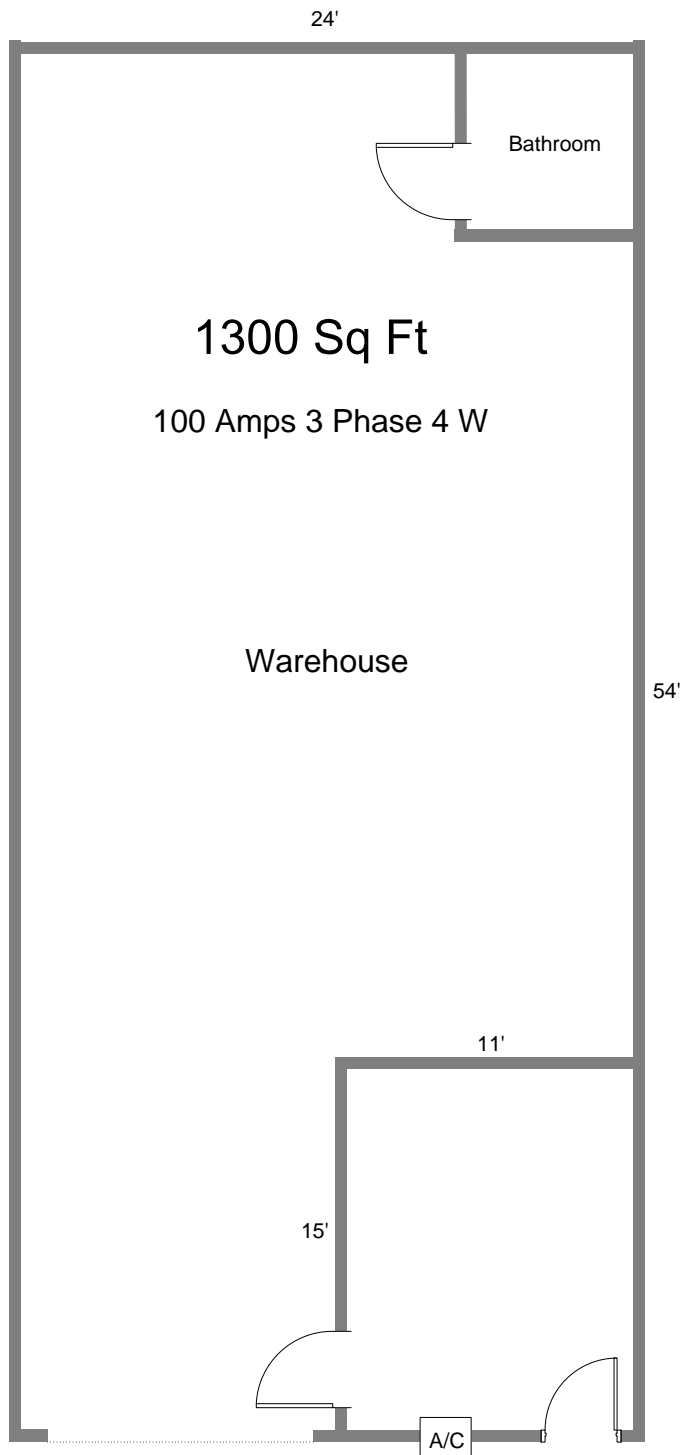 24'
Bathroom
1300 Sq Ft
100 Amps 3 Phase 4 W
Warehouse
54'
11'
15'
A/C